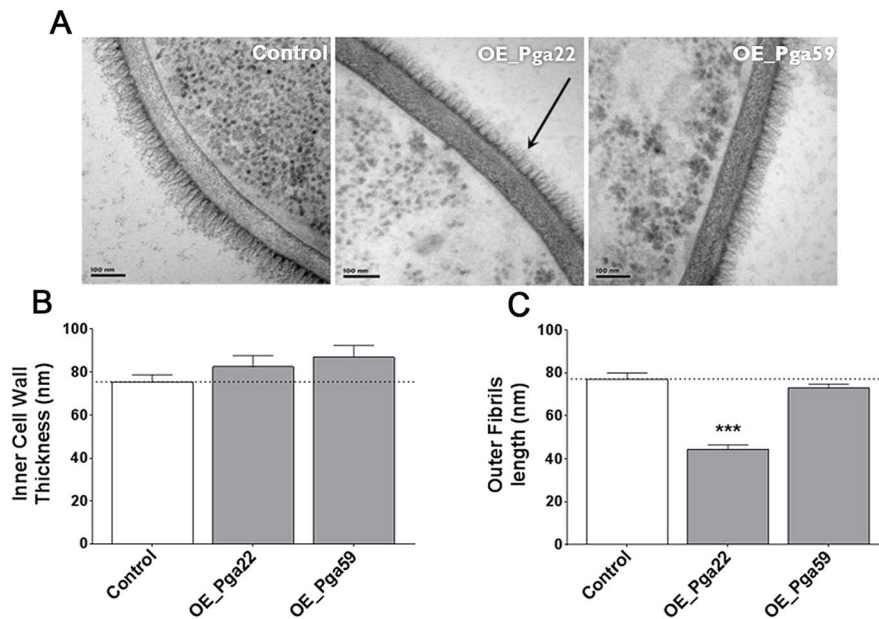 A
Control
OE_Pga22
OE_Pga59
100 nm
100 nm
100 nm
B
Inner Cell Wall
Thickness (nm)
100
80
60
40
20
0
Control
OE_Pga22
OE_Pga59
C
Outer Fibrils
length (nm)
100
80
60
40
20
0
***
Control
OE_Pga22
OE_Pga59